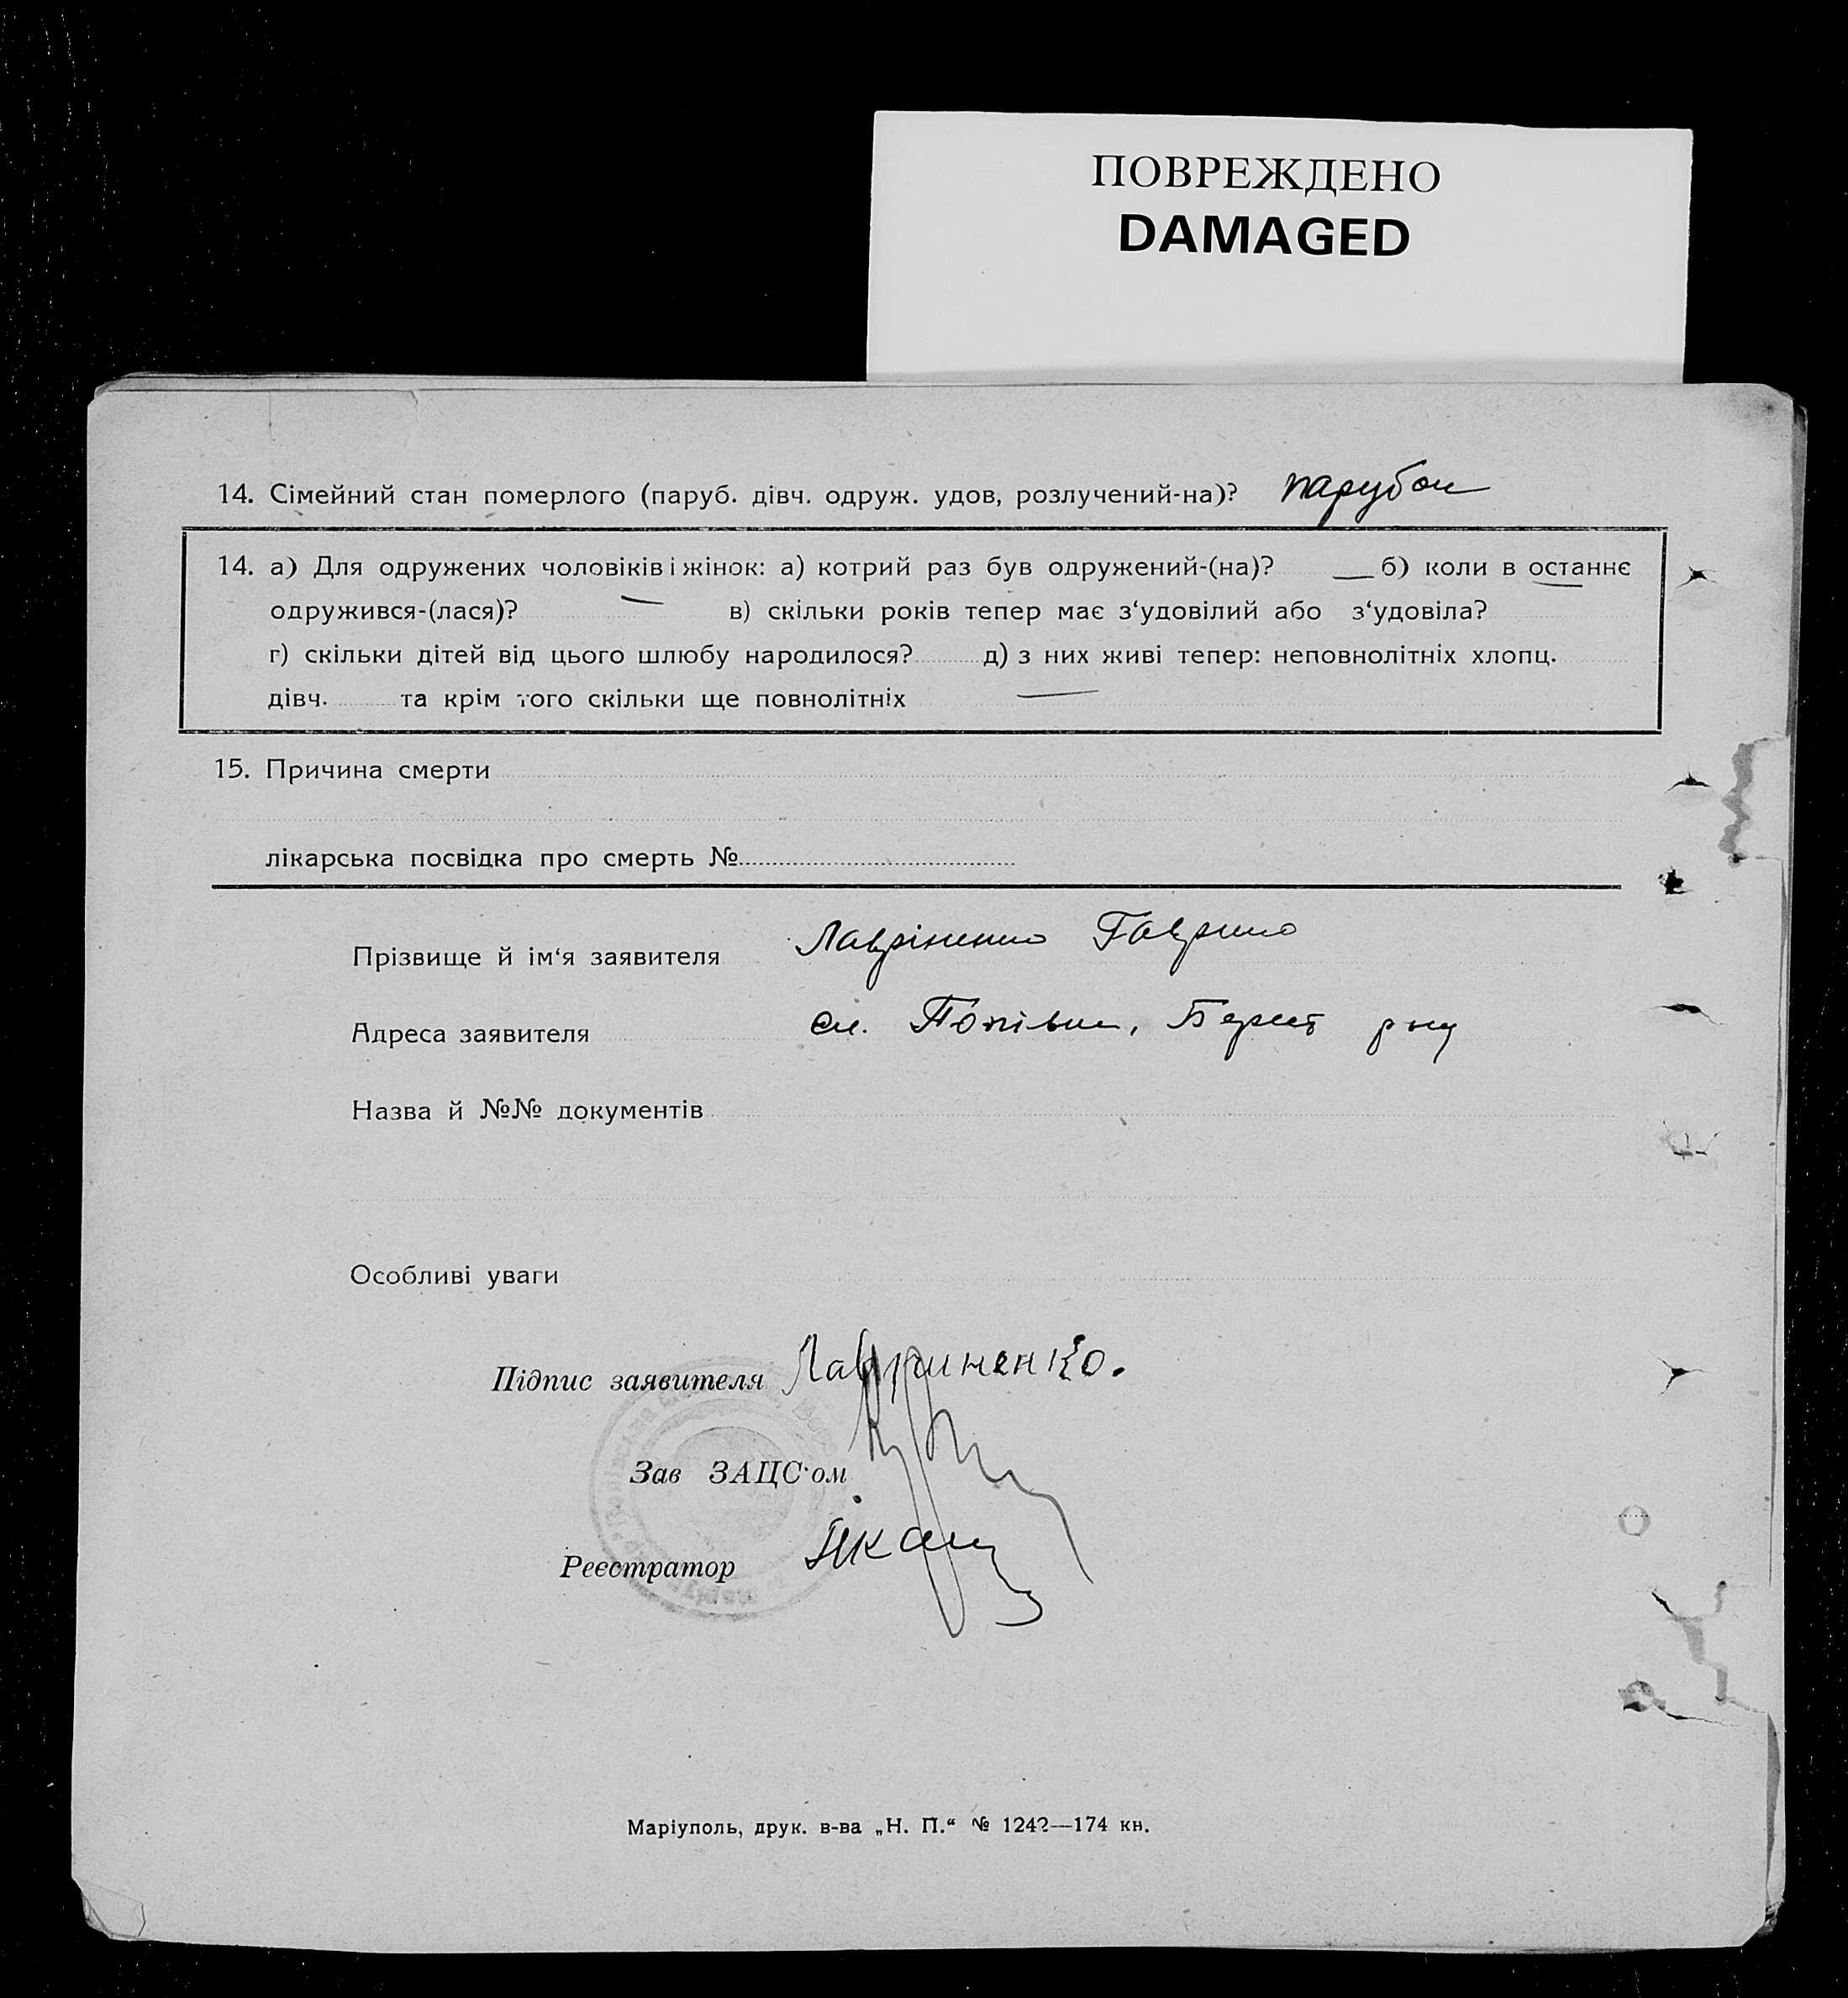 ПОВРЕЖДЕНО
DAMAGED
14. Сімейний стан померлого (паруб. дівч. одруж. удов, розлучений-на)? парубок
14. а) Для одружених чоловіків і жінок: а) котрий раз був одружений-(на)? — б) коли в останнє
одружився-(лася)? — в) скільки років тепер має з‘удовілий або з‘удовіла?
г) скільки дітей від цього шлюбу народилося? д) з них живі тепер: неповнолітніх хлопц.
дівч. та крім того скільки ще повнолітніх —
15. Причина смерти
лікарська посвідка про смерть №
Прізвище й ім‘я заявителя Лавріненко Гаврило
Адреса заявителя сл. Попівка, р-ну
Назва й №№ документів
Особливі уваги
Підпис заявителя Лавриненко.
Зав ЗАЦС·ом
Реєстратор
Маріуполь, друк. в-ва „Н. П.“ № 1242—174 кн.